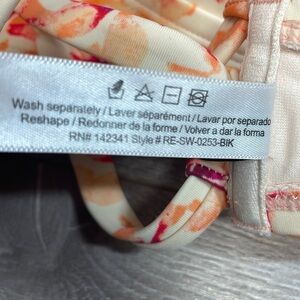 Wash separately / Laver séparément / Lavar por separado
Reshape / Redonner de la forme / Volver a dar la forma
RN# 142341 Style # RE-SW-0253-BIK